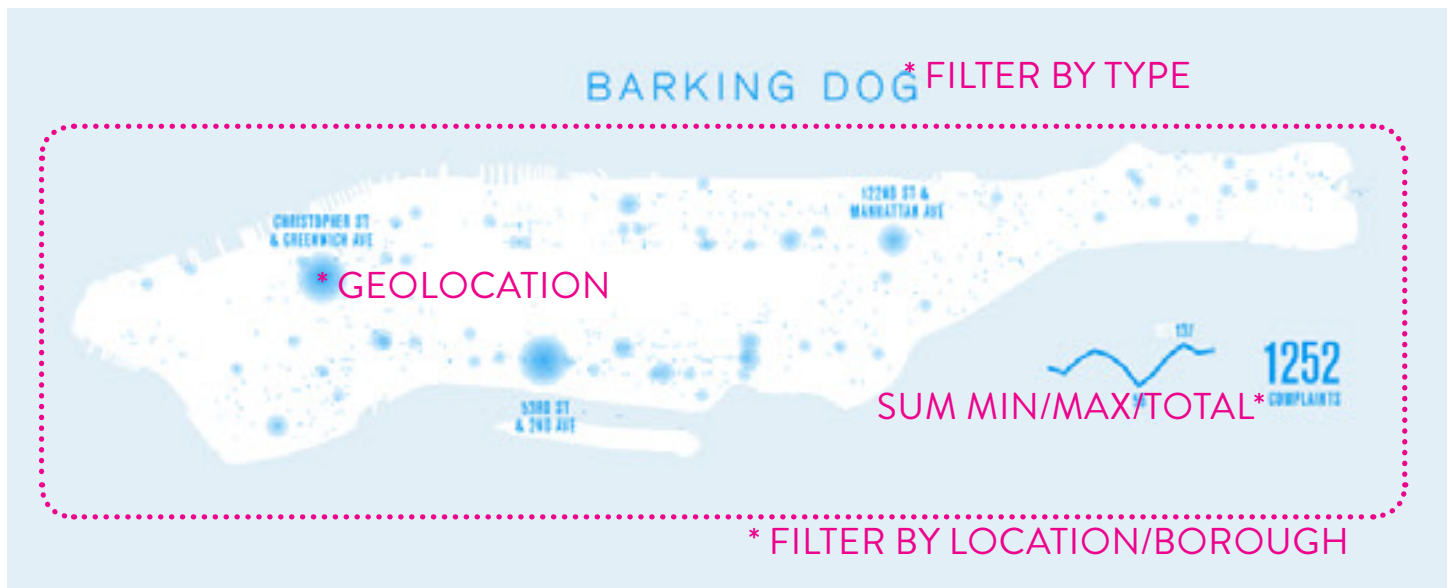 BARKING DOG
* FILTER BY TYPE
122ND ST &
MANHATTAN AVE
CHRISTOPHER ST
& GREENWICH AVE
* GEOLOCATION
137
1252
COMPLAINTS
SUM MIN/MAX/TOTAL*
53RD ST
& 2ND AVE
* FILTER BY LOCATION/BOROUGH